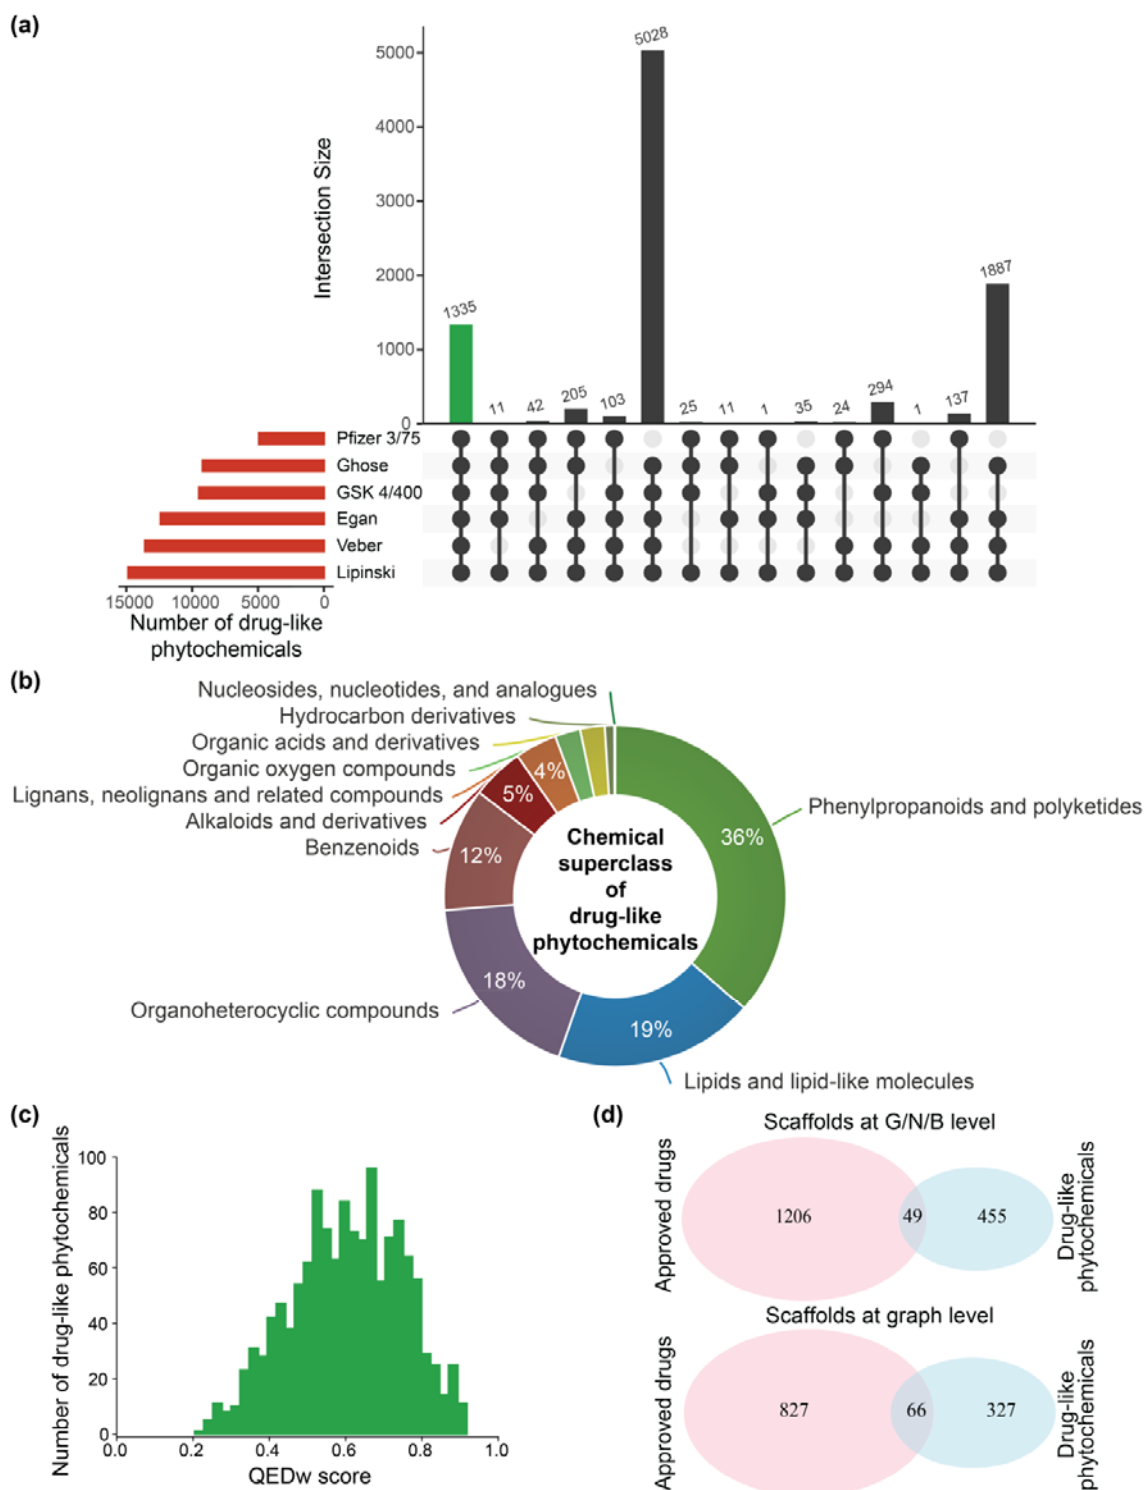 (a)
Intersection Size
5000
4000
3000
2000
1000
0
1335
11
42
205
103
5028
25
11
1
35
24
294
1
137
1887
Pfizer 3/75
Ghose
GSK 4/400
Egan
Veber
Lipinski
15000 10000 5000 0
Number of drug-like
phytochemicals
(b)
Nucleosides, nucleotides, and analogues
Hydrocarbon derivatives
Organic acids and derivatives
Organic oxygen compounds
Lignans, neolignans and related compounds
Alkaloids and derivatives
Benzenoids
Organoheterocyclic compounds
Phenylpropanoids and polyketides
Lipids and lipid-like molecules
36%
19%
18%
12%
5%
4%
Chemical
superclass
of
drug-like
phytochemicals
(c)
Number of drug-like phytochemicals
100
80
60
40
20
0
0.0 0.2 0.4 0.6 0.8 1.0
QEDw score
(d)
Scaffolds at G/N/B level
Approved drugs
1206 49 455
Drug-like
phytochemicals
Scaffolds at graph level
Approved drugs
827 66 327
Drug-like
phytochemicals